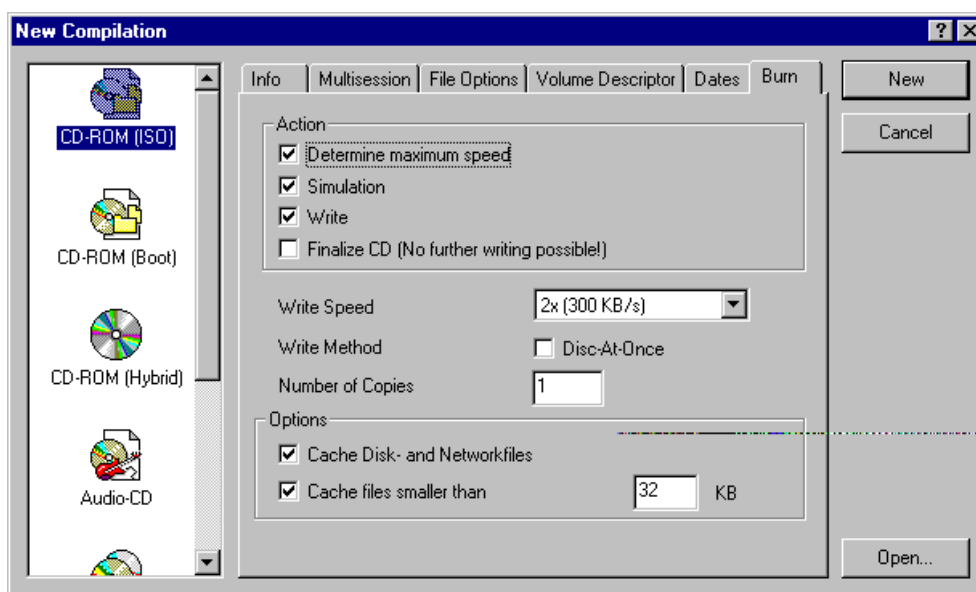 New Compilation
CD-ROM (ISO)
CD-ROM (Boot)
CD-ROM (Hybrid)
Audio-CD
Info Multisession File Options Volume Descriptor Dates Burn
Action
Determine maximum speed
Simulation
Write
Finalize CD (No further writing possible!)
Write Speed 2x (300 KB/s)
Write Method Disc-At-Once
Number of Copies 1
Options
Cache Disk- and Networkfiles
Cache files smaller than 32 KB
New
Cancel
Open...